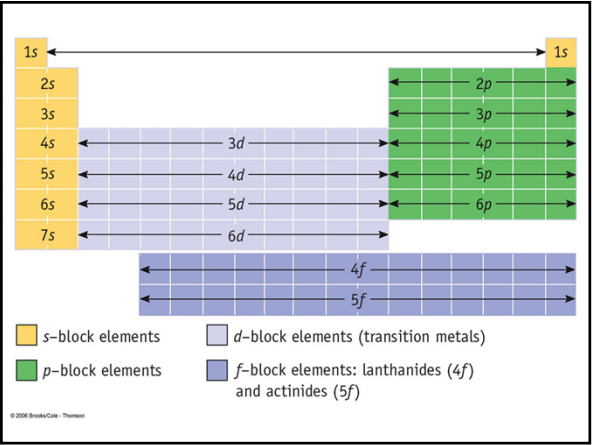 1s 1s
2s 2p
3s 3p
4s 3d 4p
5s 4d 5p
6s 5d 6p
7s 6d
4f
5f
s–block elements d–block elements (transition metals)
p–block elements f–block elements: lanthanides (4f)
and actinides (5f)
© 2006 Brooks/Cole - Thomson